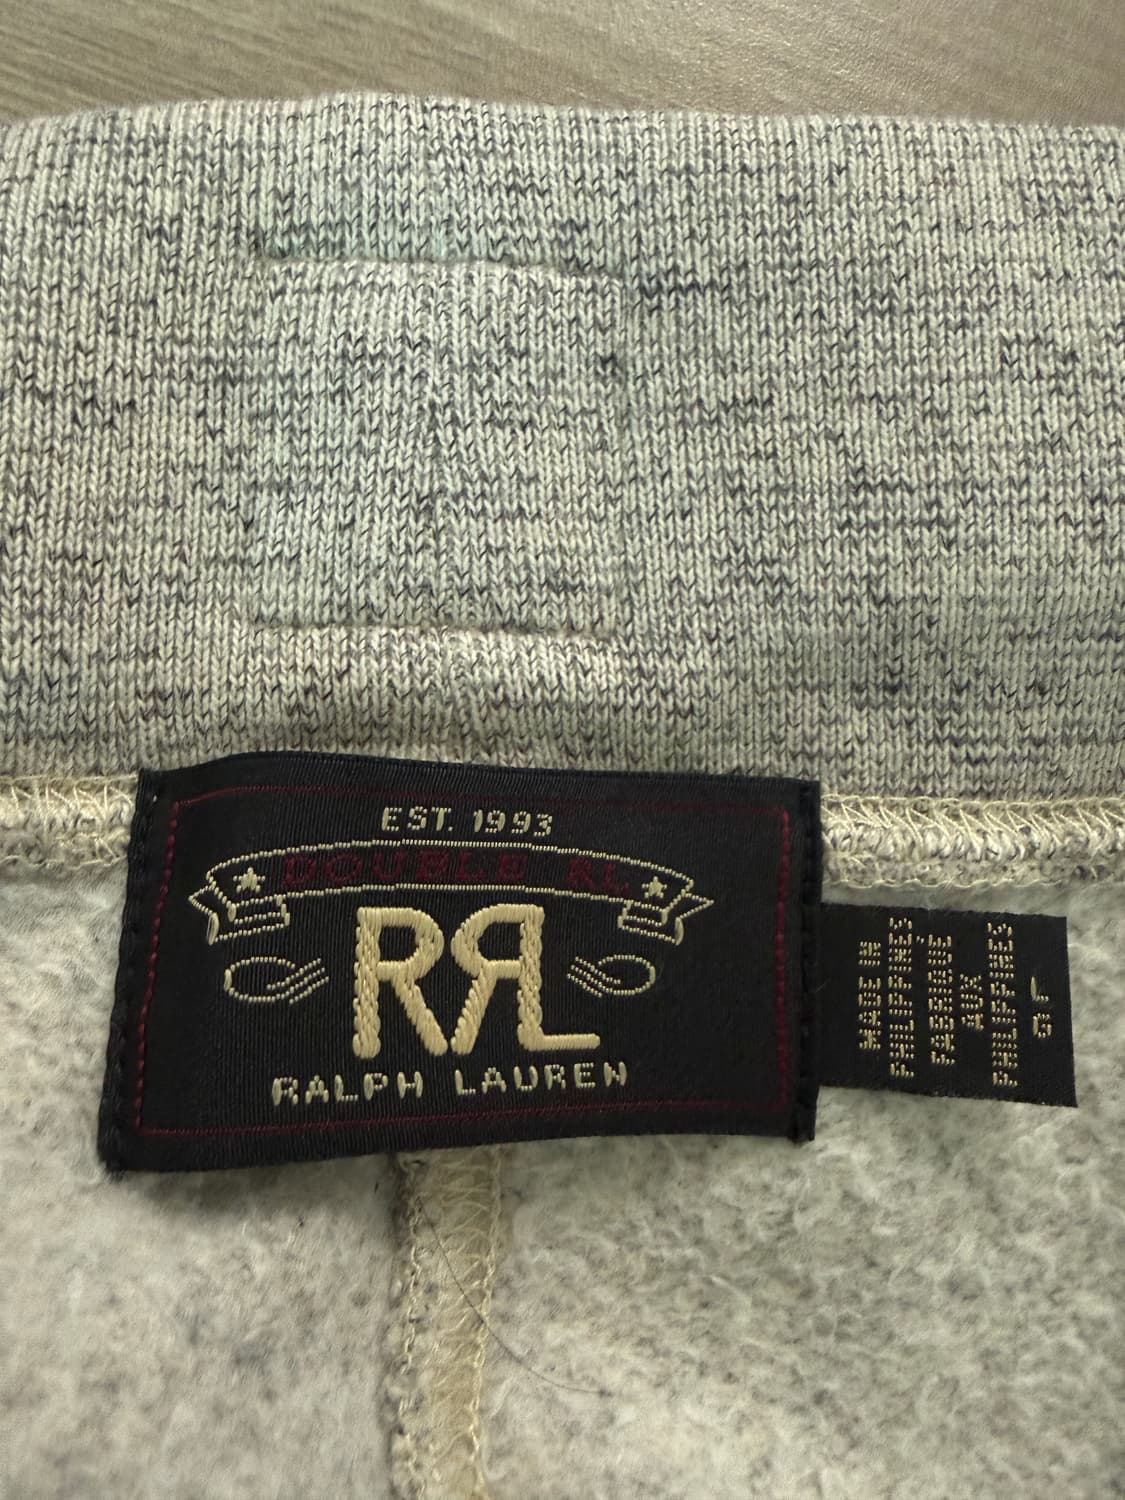 EST. 1993
DOUBLE RL
RRL
RALPH LAUREN
MADE IN
PHILIPPINES
FABRIQUÉ
AUX
PHILIPPINES